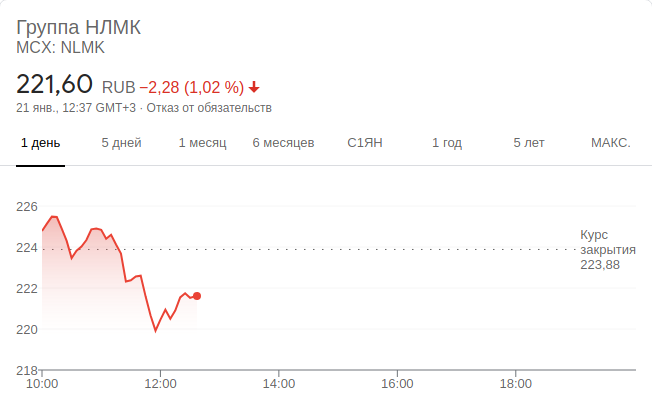 Группа НЛМК
MCX: NLMK
221,60 RUB −2,28 (1,02 %)
21 янв., 12:37 GMT+3 · Отказ от обязательств
1 день 5 дней 1 месяц 6 месяцев С1ЯН 1 год 5 лет МАКС.
226
Курс
224 закрытия
223,88
222
220
218
10:00 12:00 14:00 16:00 18:00